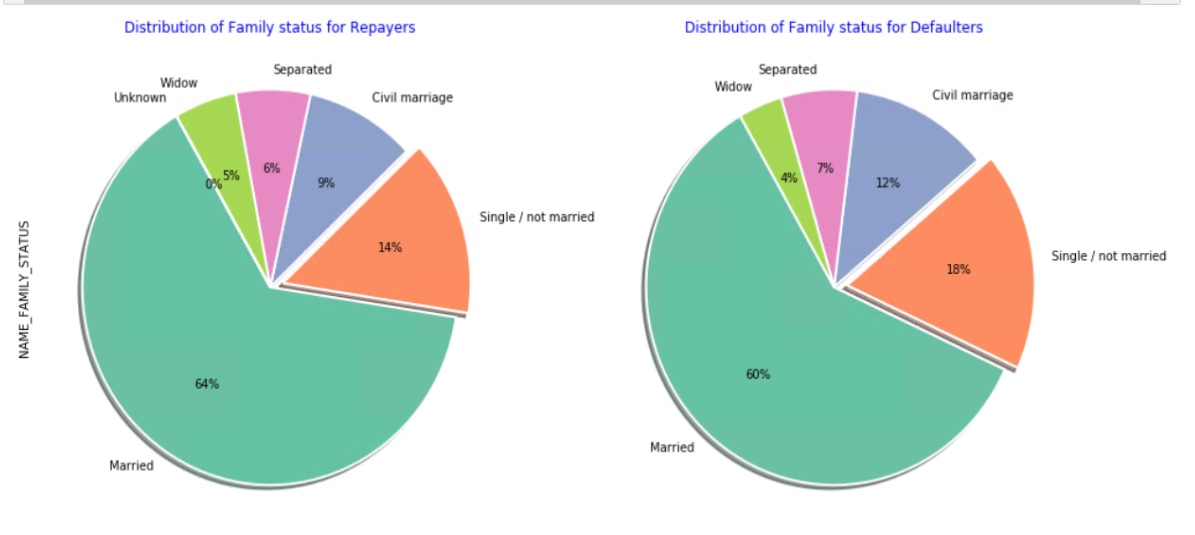 Distribution of Family status for Repayers
Separated
Widow
Unknown
Civil marriage
6%
5%
0%
9%
Single / not married
14%
NAME_FAMILY_STATUS
64%
Married
Distribution of Family status for Defaulters
Separated
Widow
Civil marriage
7%
4%
12%
Single / not married
18%
60%
Married